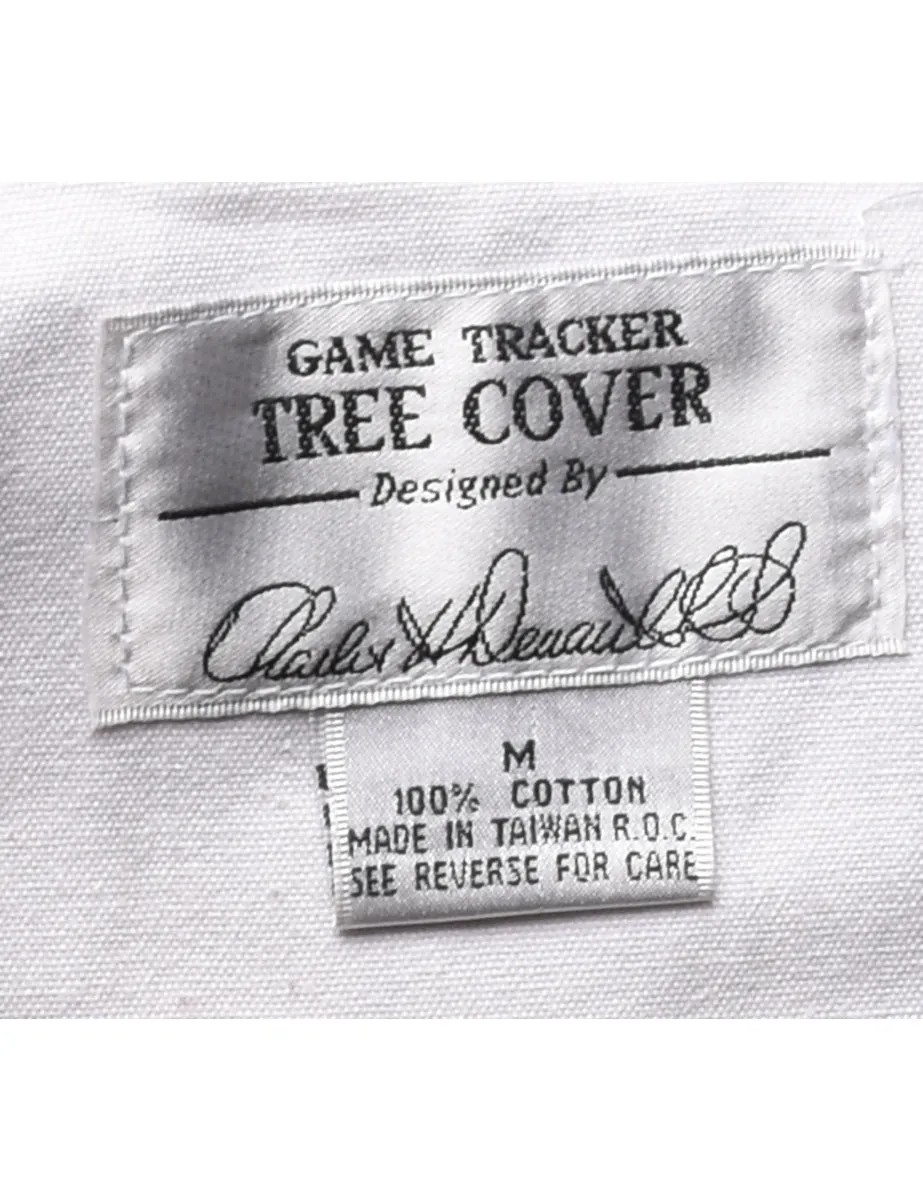 GAME TRACKER
TREE COVER
Designed By
M
100% COTTON
MADE IN TAIWAN R.O.C.
SEE REVERSE FOR CARE